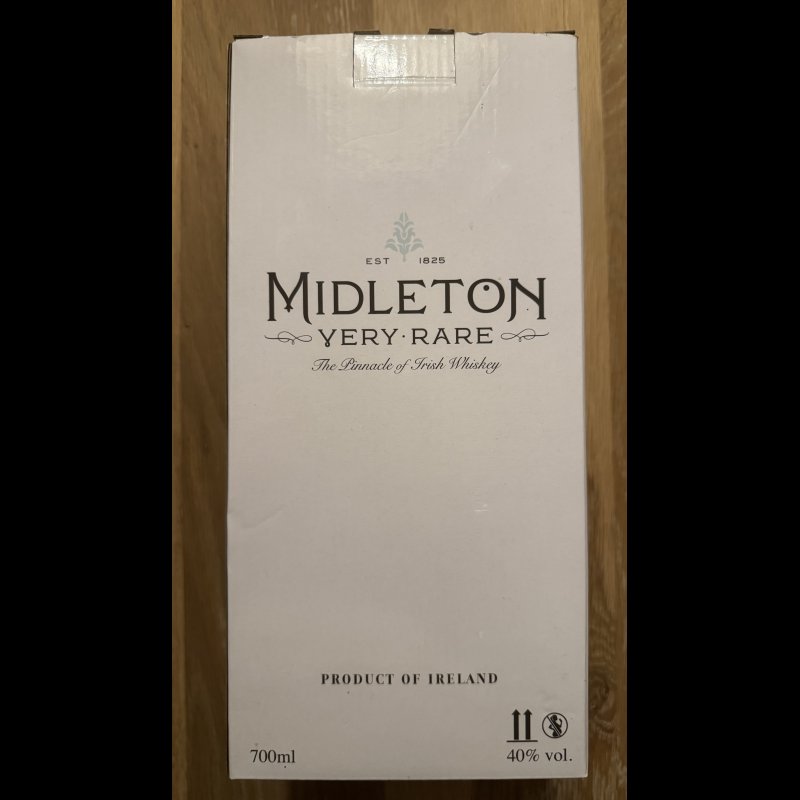 EST 1825
MIDLETON
VERY·RARE
The Pinnacle of Irish Whiskey
PRODUCT OF IRELAND
700ml
40% vol.